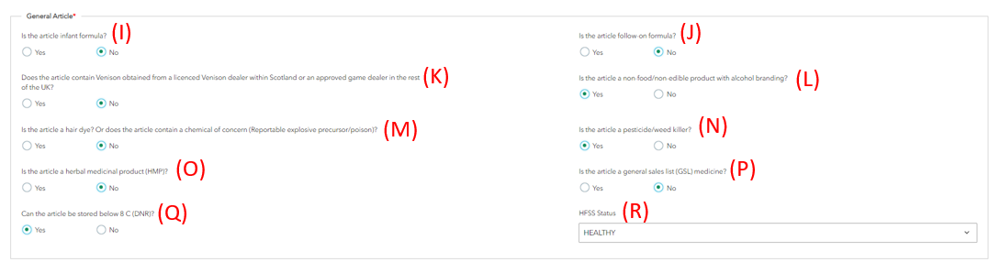 General Article*
Is the article infant formula? (I)
Yes No
Is the article follow-on formula? (J)
Yes No
Does the article contain Venison obtained from a licenced Venison dealer within Scotland or an approved game dealer in the rest (K)
of the UK?
Yes No
Is the article a non-food/non-edible product with alcohol branding? (L)
Yes No
Is the article a hair dye? Or does the article contain a chemical of concern (Reportable explosive precursor/poison)? (M)
Yes No
Is the article a pesticide/weed killer? (N)
Yes No
Is the article a herbal medicinal product (HMP)? (O)
Yes No
Is the article a general sales list (GSL) medicine? (P)
Yes No
Can the article be stored below 8 C (DNR)? (Q)
Yes No
HFSS Status (R)
HEALTHY